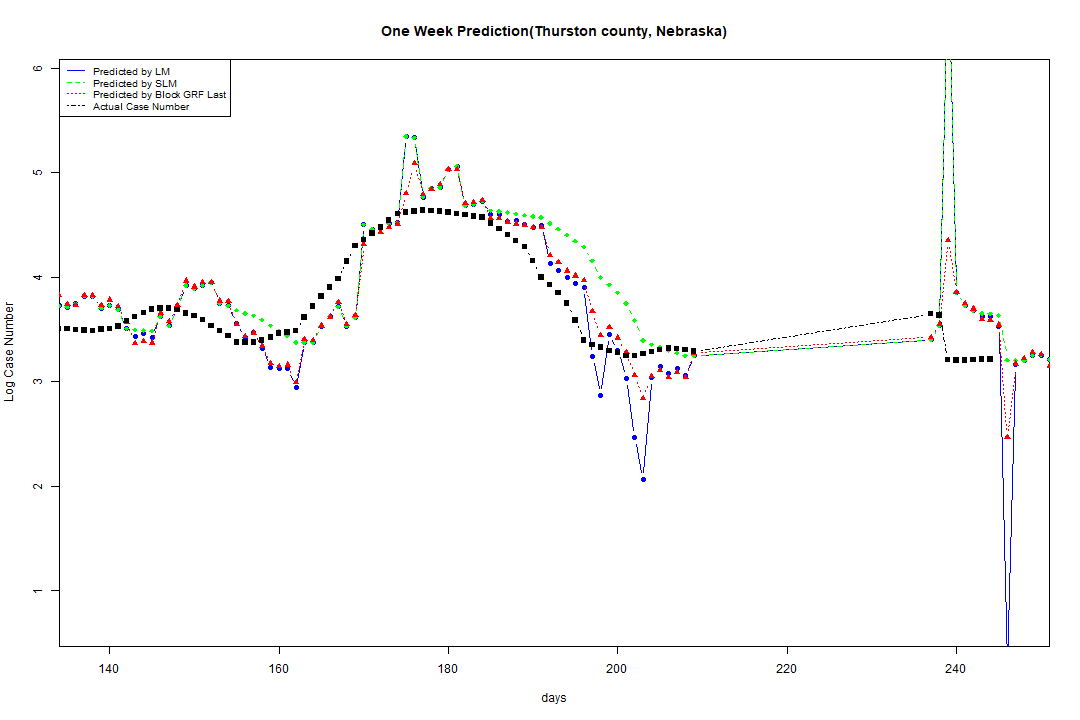 One Week Prediction(Thurston county, Nebraska)
Predicted by LM
Predicted by SLM
Predicted by Block GRF Last
Actual Case Number
6
5
4
3
2
1
Log Case Number
140 160 180 200 220 240
days